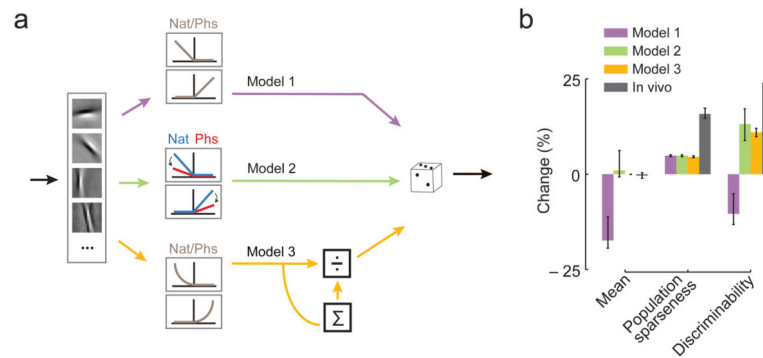 a
Nat/Phs
Model 1
Nat Phs
Model 2
Nat/Phs
Model 3
÷
Σ
...
b
Model 1
Model 2
Model 3
In vivo
25
0
– 25
Change (%)
0
Mean
Population
sparseness
Discriminability